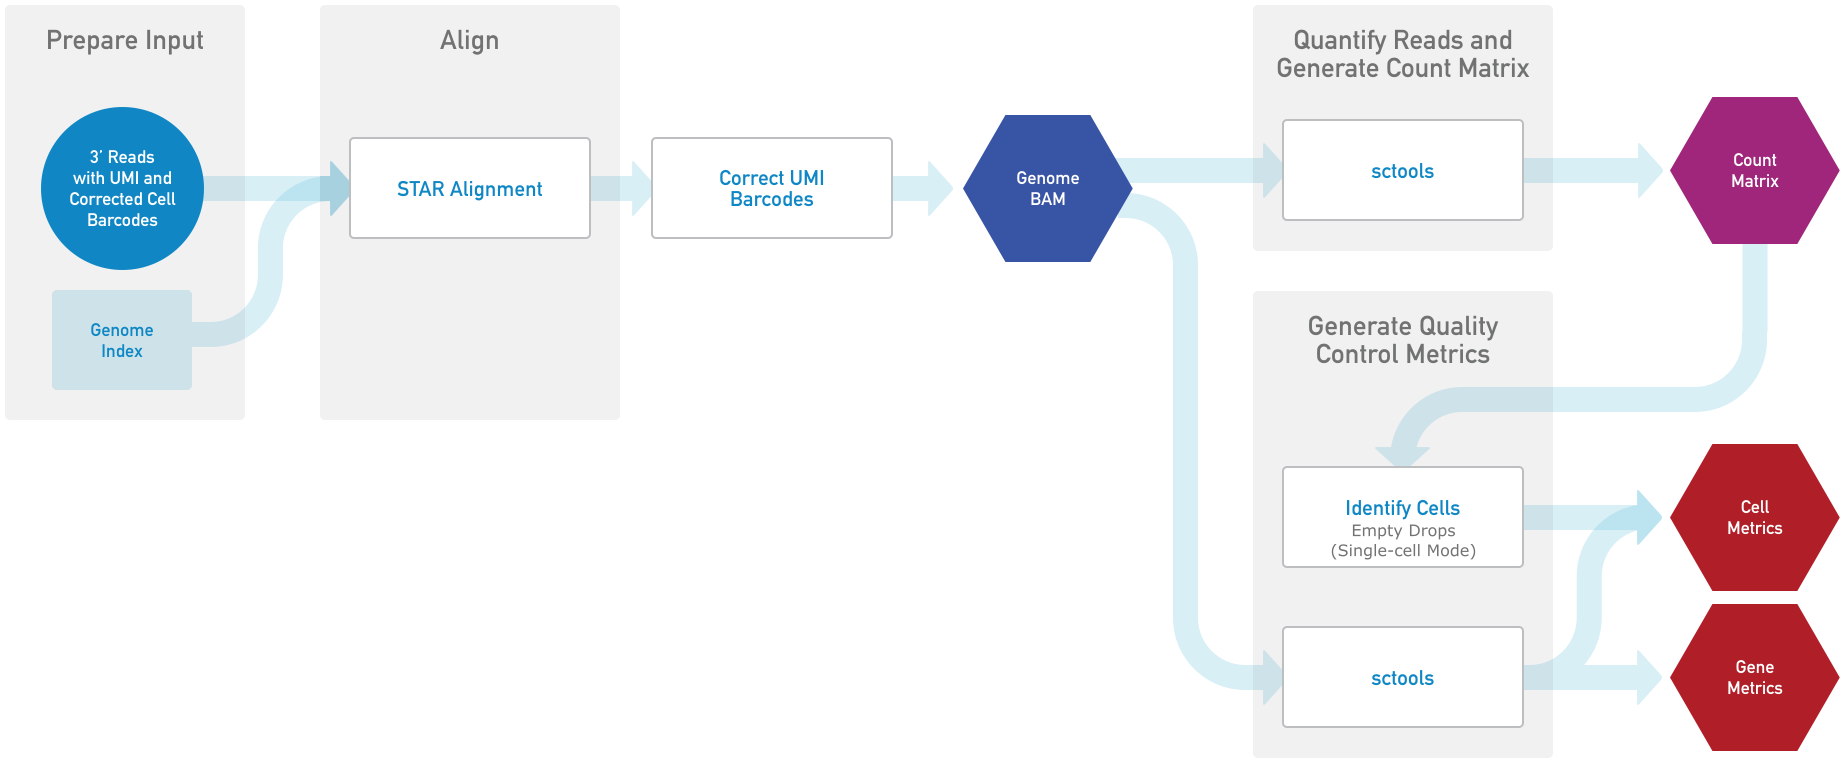 Prepare Input
3’ Reads
with UMI and
Corrected Cell
Barcodes
Genome
Index
Align
STAR Alignment
Correct UMI
Barcodes
Genome
BAM
Quantify Reads and
Generate Count Matrix
sctools
Count
Matrix
Generate Quality
Control Metrics
Identify Cells
Empty Drops
(Single-cell Mode)
sctools
Cell
Metrics
Gene
Metrics